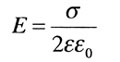 E = σ / 2εε₀